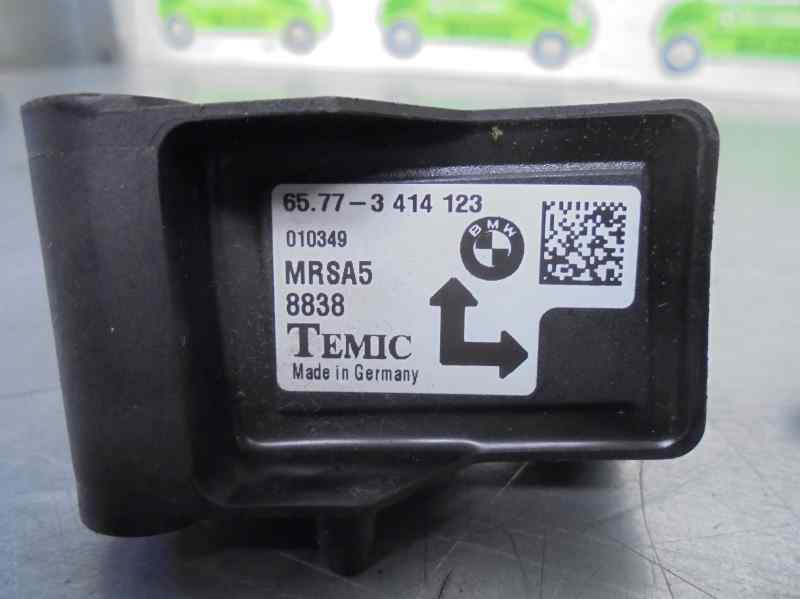 65.77-3 414 123
010349
BMW
MRSA5
8838
TEMIC
Made in Germany